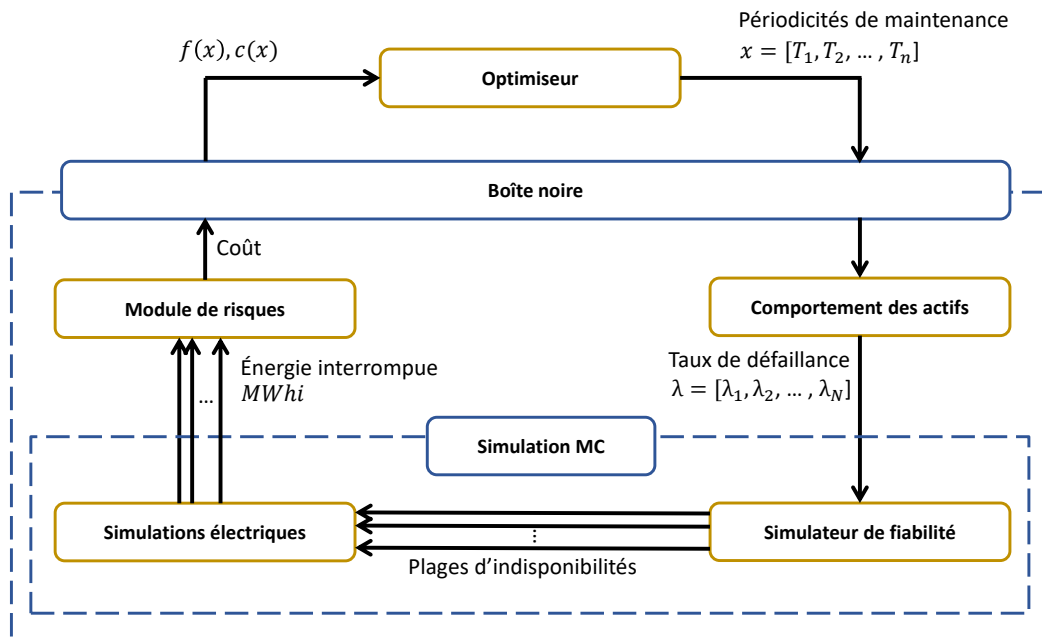 Périodicités de maintenance
f(x), c(x)
x = [T₁, T₂, … , Tₙ]
Optimiseur
Boîte noire
Coût
Module de risques
Comportement des actifs
Énergie interrompue
MWhi
...
Taux de défaillance
λ = [λ₁, λ₂, … , λ_N]
Simulation MC
Simulations électriques
...
Simulateur de fiabilité
Plages d’indisponibilités